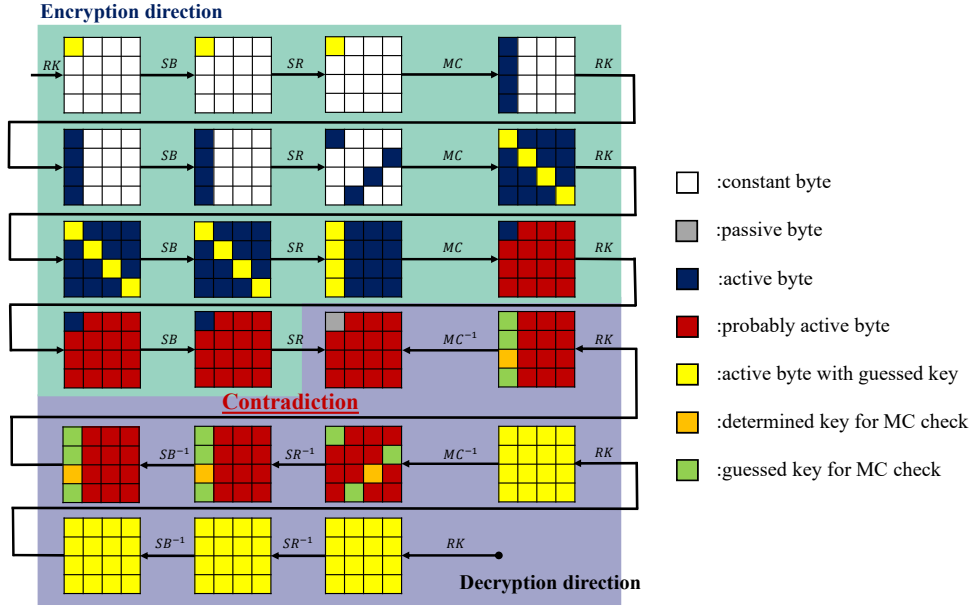 Encryption direction
RK SB SR MC RK
SB SR MC RK
:constant byte
:passive byte
SB SR MC RK
:active byte
:probably active byte
SB SR MC⁻¹ RK
:active byte with guessed key
Contradiction
:determined key for MC check
SB⁻¹ SR⁻¹ MC⁻¹ RK
:guessed key for MC check
SB⁻¹ SR⁻¹ RK
Decryption direction